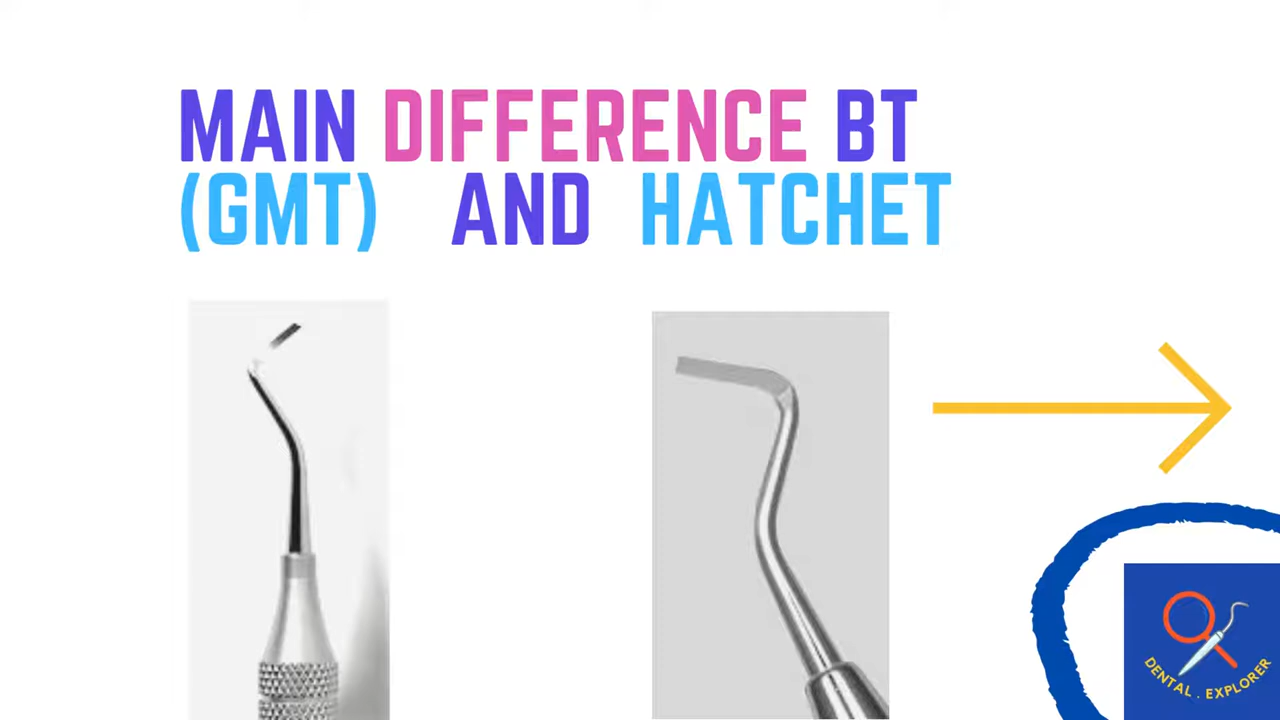 MAIN DIFFERENCE BT
(GMT) AND HATCHET
DENTAL . EXPLORER